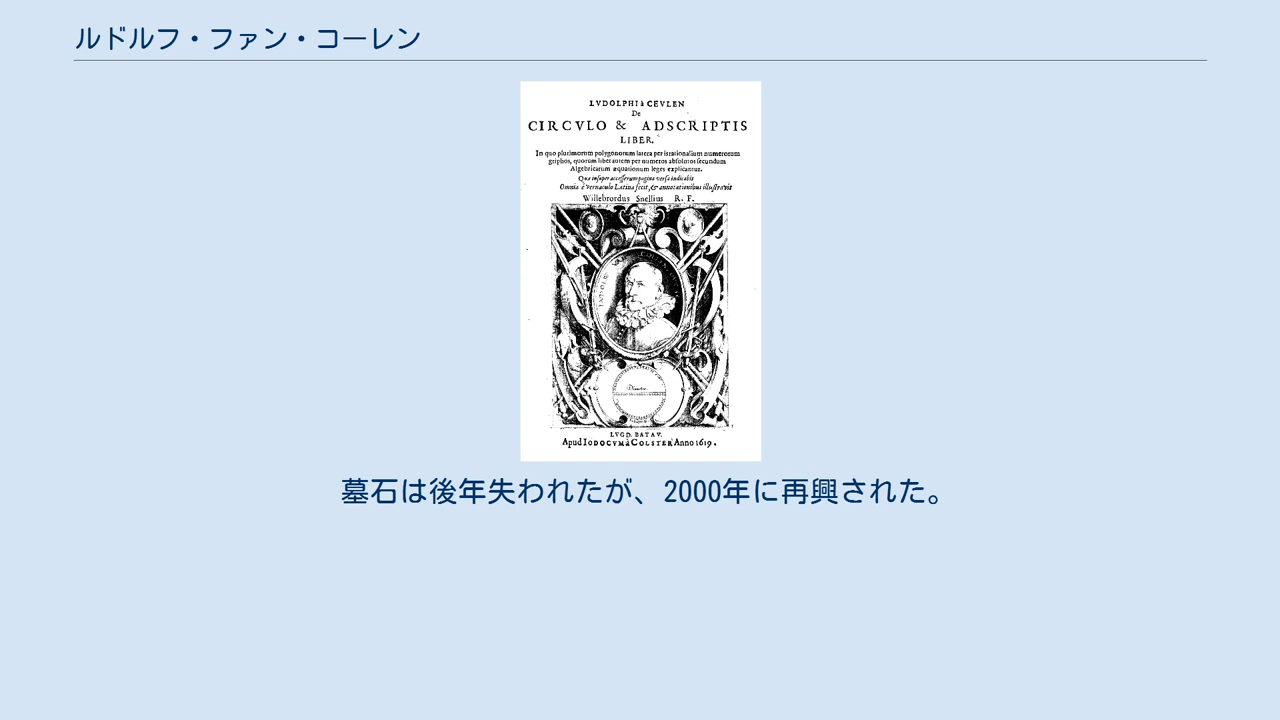 ルドルフ・ファン・コーレン
LVDOLPHI à CEVLEN
De
CIRCVLO & ADSCRIPTIS
LIBER.
In quo plurimorum polygonorum latera per irrationalium numerorum
griphos, quorum libet autem per numeros absolutos secundum
Algebricarum æquationum leges explicantur.
Quæ insuper accesserunt pagina versa indicabit
Omnia è vernaculo Latina fecit, & annotationibus illustravit
Willebrordus Snellius R. F.
LVGD. BATAV.
Apud IODOCVM à COLSTER Anno 1619.
墓石は後年失われたが、2000年に再興された。